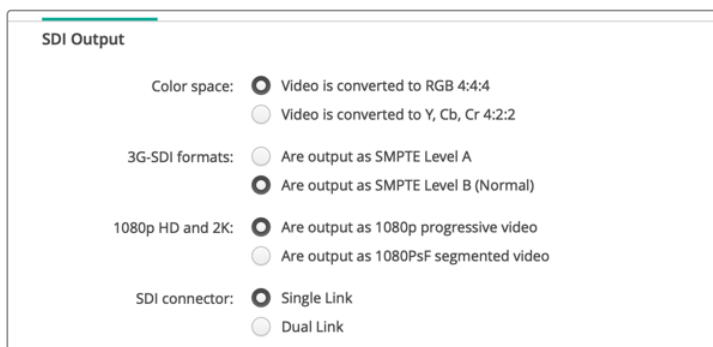 SDI Output
Color space: Video is converted to RGB 4:4:4
Video is converted to Y, Cb, Cr 4:2:2
3G-SDI formats: Are output as SMPTE Level A
Are output as SMPTE Level B (Normal)
1080p HD and 2K: Are output as 1080p progressive video
Are output as 1080PsF segmented video
SDI connector: Single Link
Dual Link